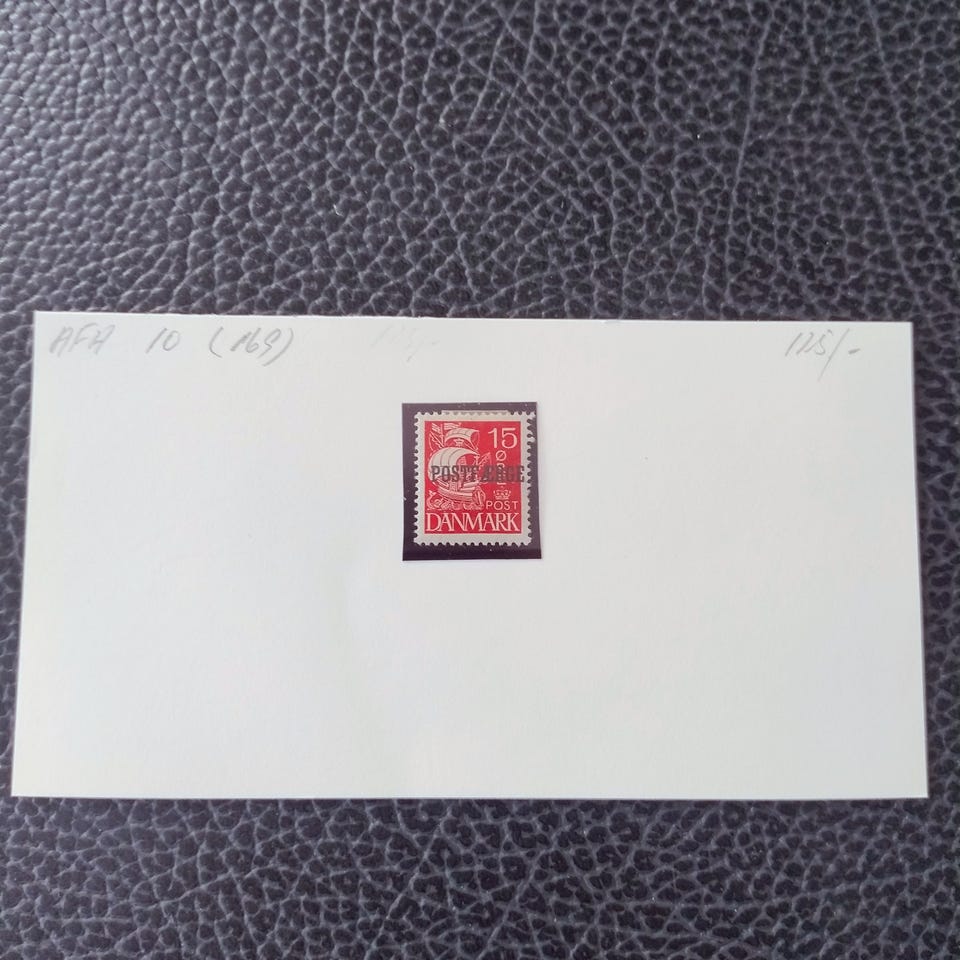 AFA 10 (169)
125/-
15
Ø
POSTFÆRGE
POST
DANMARK